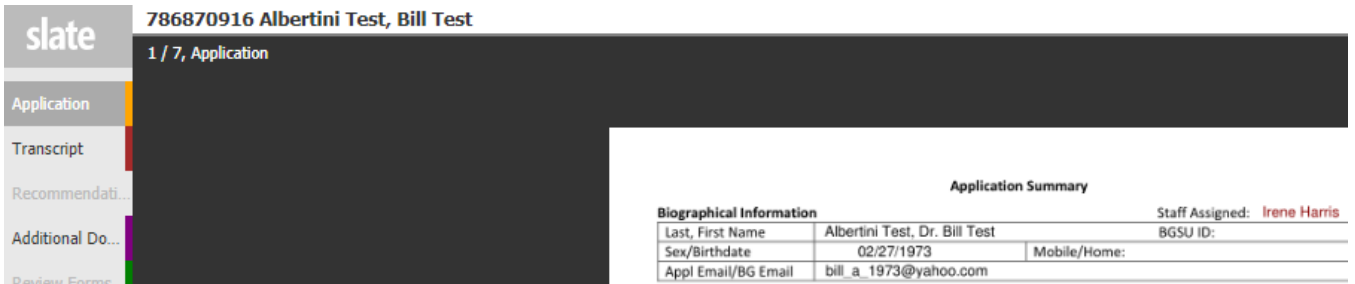 slate
786870916 Albertini Test, Bill Test
1 / 7, Application
Application
Transcript
Recommendati...
Additional Do...
Review Forms
Application Summary
Biographical Information Staff Assigned: Irene Harris
Last, First Name Albertini Test, Dr. Bill Test BGSU ID:
Sex/Birthdate 02/27/1973 Mobile/Home:
Appl Email/BG Email bill_a_1973@yahoo.com